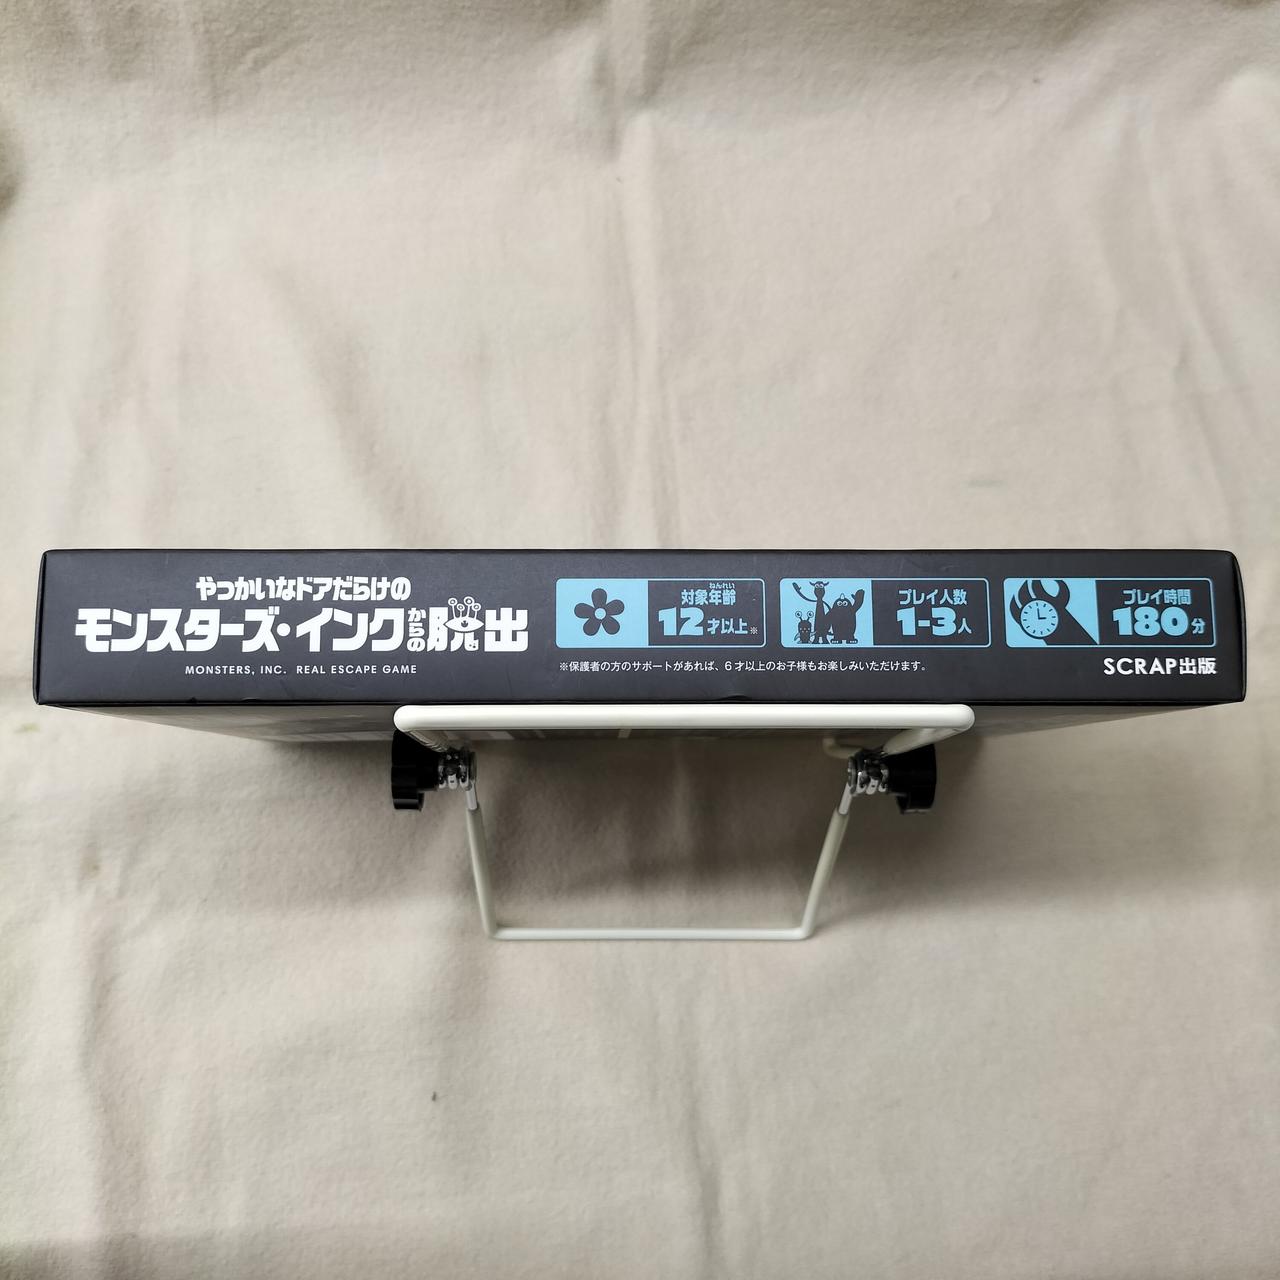 やっかいなドアだらけの
モンスターズ・インクからの脱出
MONSTERS, INC. REAL ESCAPE GAME
ねんれい
対象年齢
12才以上※
プレイ人数
1-3人
プレイ時間
180分
※保護者の方のサポートがあれば、6才以上のお子様もお楽しみいただけます。
SCRAP出版